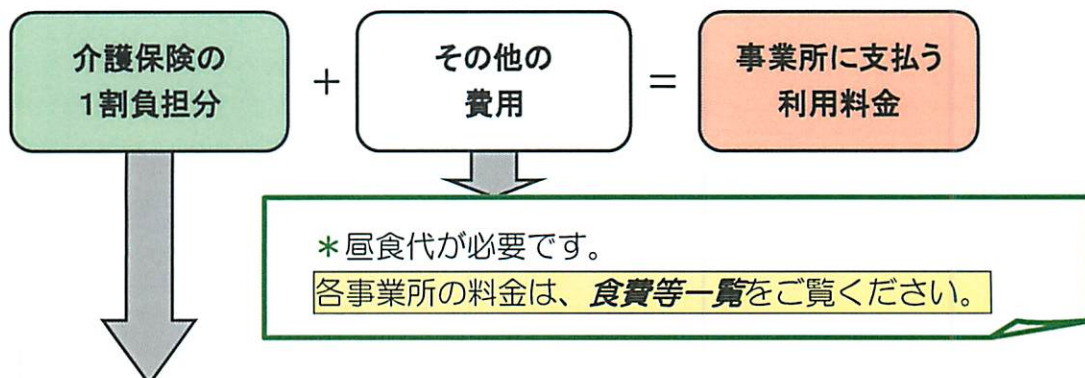 介護保険の
1割負担分
+
その他の
費用
=
事業所に支払う
利用料金
*昼食代が必要です。
各事業所の料金は、食費等一覧をご覧ください。